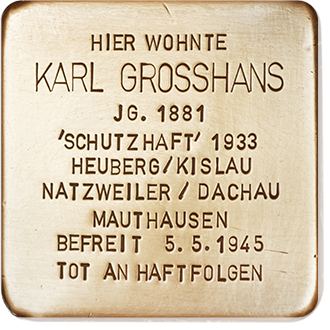 HIER WOHNTE
KARL GROSSHANS
JG. 1881
'SCHUTZHAFT' 1933
HEUBERG/KISLAU
NATZWEILER / DACHAU
MAUTHAUSEN
BEFREIT 5.5.1945
TOT AN HAFTFOLGEN